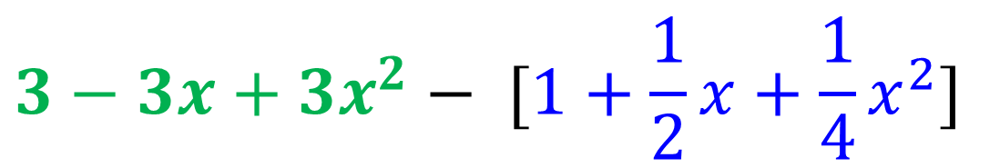 3 − 3x + 3x² − [1 + 1/2 x + 1/4 x²]